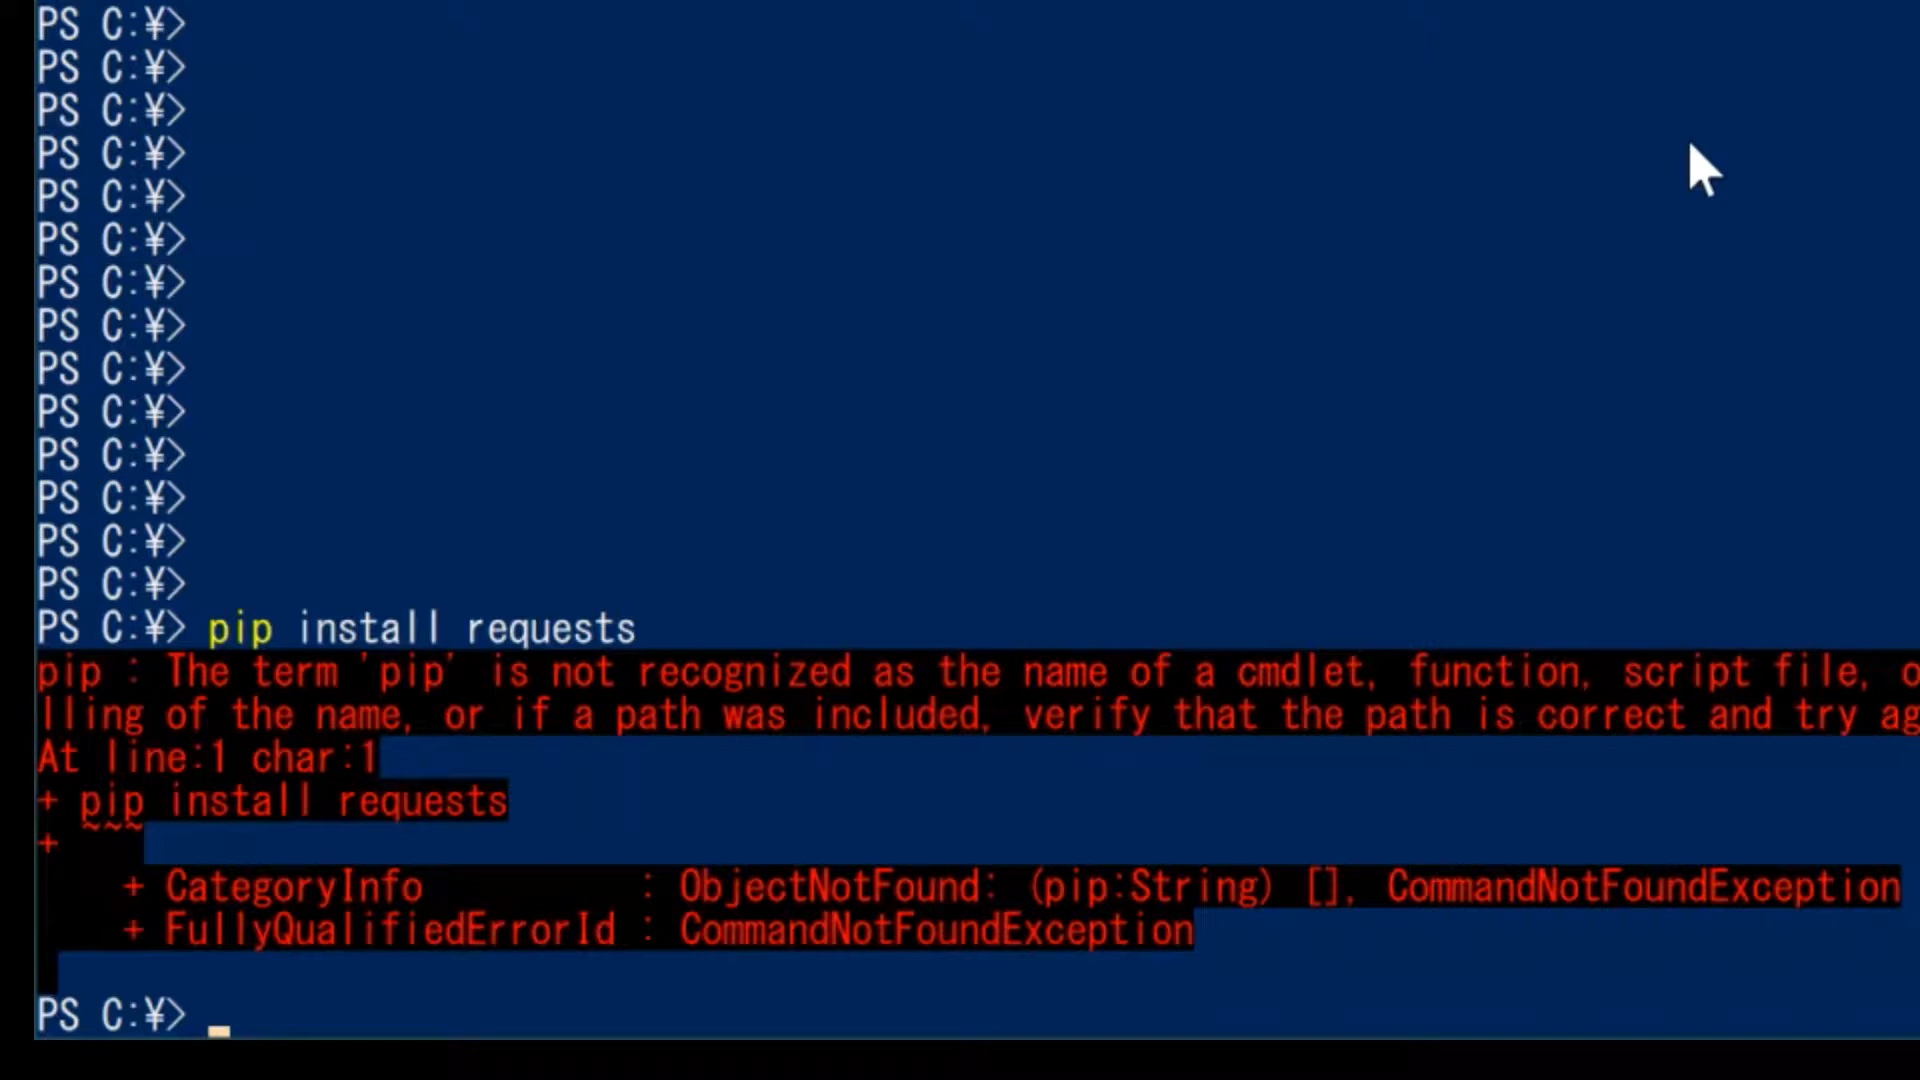 PS C:¥>
PS C:¥>
PS C:¥>
PS C:¥>
PS C:¥>
PS C:¥>
PS C:¥>
PS C:¥>
PS C:¥>
PS C:¥>
PS C:¥>
PS C:¥>
PS C:¥>
PS C:¥>
PS C:¥> pip install requests
pip : The term 'pip' is not recognized as the name of a cmdlet, function, script file,
lling of the name, or if a path was included, verify that the path is correct and try ag
At line:1 char:1
+ pip install requests
+ ~~~
+ CategoryInfo : ObjectNotFound: (pip:String) [], CommandNotFoundException
+ FullyQualifiedErrorId : CommandNotFoundException
PS C:¥>